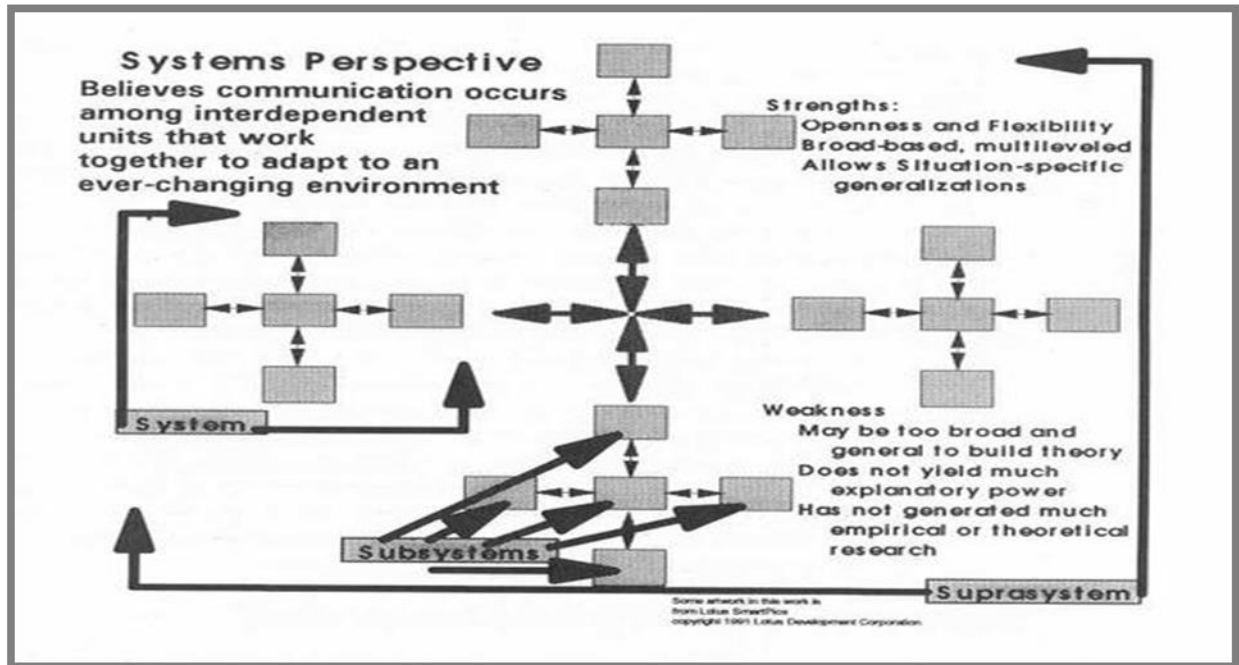 Systems Perspective
Believes communication occurs
among interdependent
units that work
together to adapt to an
ever-changing environment
Strengths:
Openness and Flexibility
Broad-based, multileveled
Allows Situation-specific
generalizations
System
Weakness
May be too broad and
general to build theory
Does not yield much
explanatory power
Has not generated much
empirical or theoretical
research
Subsystems
Suprasystem
Some artwork in this work is
from Lotus SmartPics
copyright 1991 Lotus Development Corporation